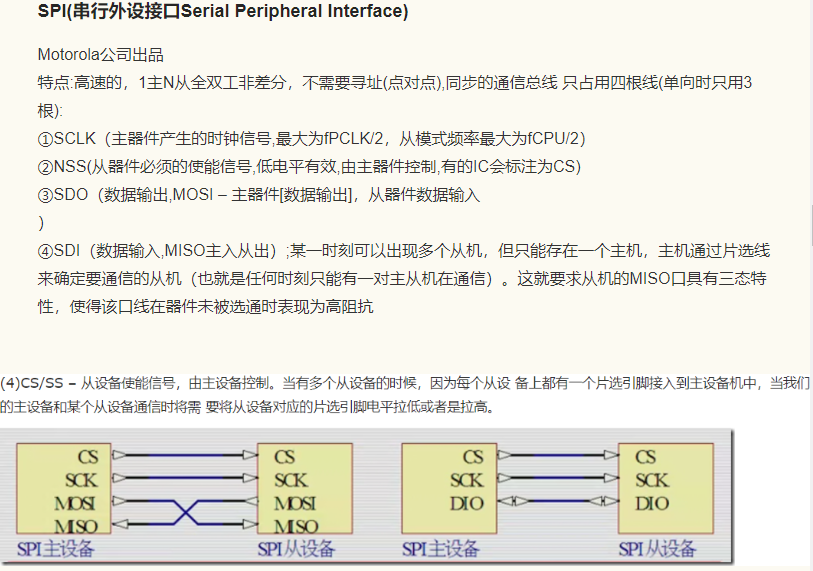 SPI(串行外设接口Serial Peripheral Interface)
Motorola公司出品
特点:高速的，1主N从全双工非差分，不需要寻址(点对点),同步的通信总线 只占用四根线(单向时只用3
根):
①SCLK（主器件产生的时钟信号,最大为fPCLK/2，从模式频率最大为fCPU/2）
②NSS(从器件必须的使能信号,低电平有效,由主器件控制,有的IC会标注为CS)
③SDO（数据输出,MOSI – 主器件[数据输出]，从器件数据输入
)
④SDI（数据输入,MISO主入从出）;某一时刻可以出现多个从机，但只能存在一个主机，主机通过片选线
来确定要通信的从机（也就是任何时刻只能有一对主从机在通信）。这就要求从机的MISO口具有三态特
性，使得该口线在器件未被选通时表现为高阻抗
(4)CS/SS – 从设备使能信号，由主设备控制。当有多个从设备的时候，因为每个从设 备上都有一个片选引脚接入到主设备机中，当我们
的主设备和某个从设备通信时将需 要将从设备对应的片选引脚电平拉低或者是拉高。
CS CS CS CS
SCK SCK SCK SCK
MOSI MOSI DIO DIO
MISO MISO
SPI主设备 SPI从设备 SPI主设备 SPI从设备